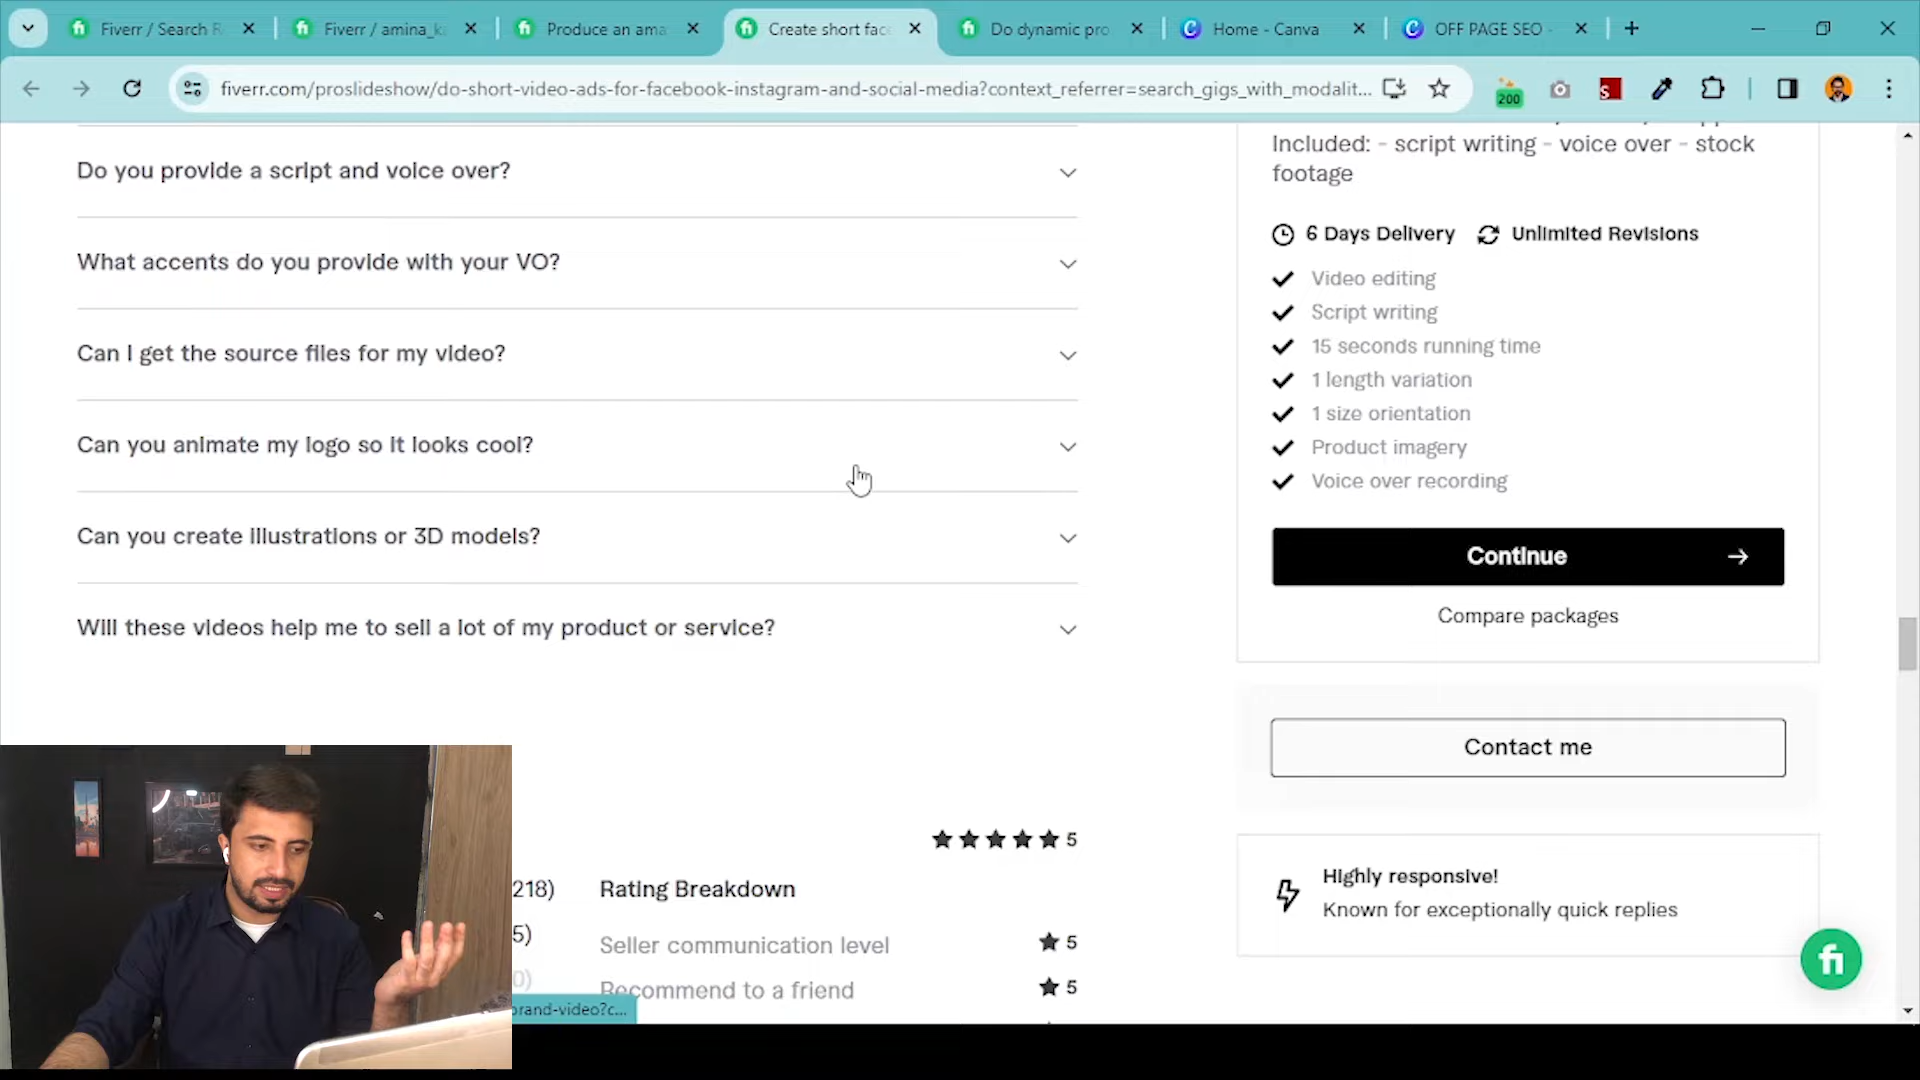 Fiverr / Search R
Fiverr / amina_k
Produce an ama
Create short fac
Do dynamic pro
Home - Canva
OFF PAGE SEO -
fiverr.com/proslideshow/do-short-video-ads-for-facebook-instagram-and-social-media?context_referrer=search_gigs_with_modalit...
200
S
Do you provide a script and voice over?
What accents do you provide with your VO?
Can I get the source files for my video?
Can you animate my logo so it looks cool?
Can you create illustrations or 3D models?
Will these videos help me to sell a lot of my product or service?
5
218)
Rating Breakdown
5)
Seller communication level
5
0)
Recommend to a friend
5
brand-video?c...
Included: - script writing - voice over - stock
footage
6 Days Delivery
Unlimited Revisions
Video editing
Script writing
15 seconds running time
1 length variation
1 size orientation
Product imagery
Voice over recording
Continue
Compare packages
Contact me
Highly responsive!
Known for exceptionally quick replies
fi